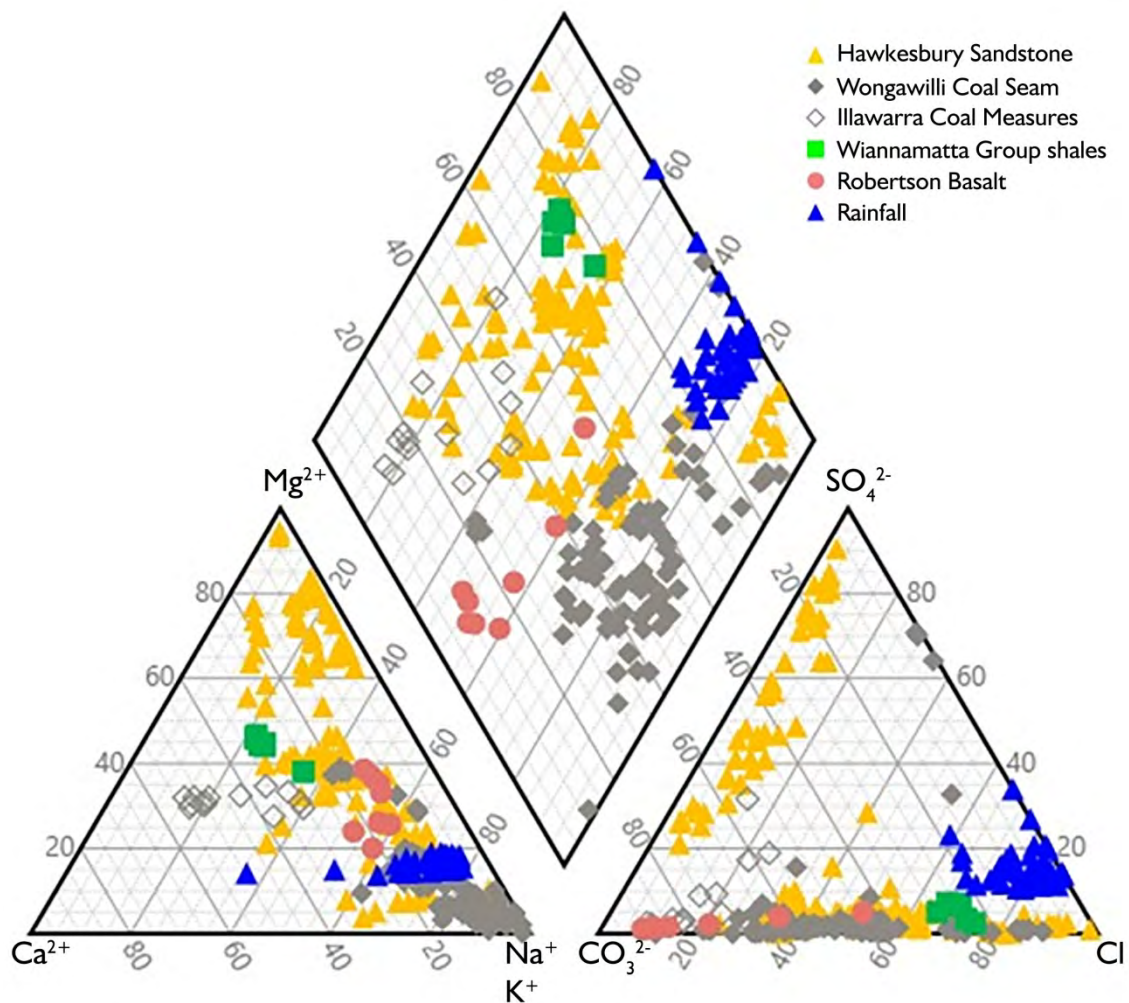 Hawkesbury Sandstone
Wongawilli Coal Seam
Illawarra Coal Measures
Wiannamatta Group shales
Robertson Basalt
Rainfall
80
80
60
60
40
40
20
20
Mg2+
SO42-
80
20
20
80
60
40
40
60
40
60
60
40
20
80
80
20
Ca2+
80
60
40
20
Na+
K+
CO32-
20
40
60
80
Cl